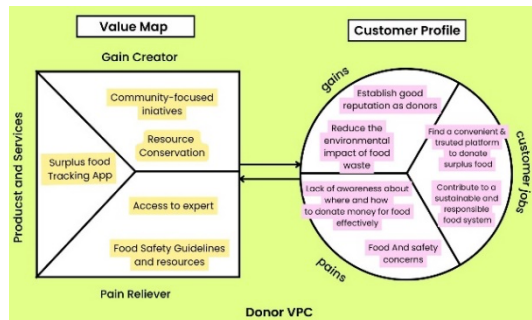 Value Map
Customer Profile
Gain Creator
gains
Community-focused
iniatives
Resource
Conservation
Surplus food
Tracking App
Producst and Services
Access to expert
Food Safety Guidelines
and resources
Pain Reliever
Establish good
reputation as donors
Reduce the
environmental
impact of food
waste
Find a convenient &
trsuted platform
to donate
surplus food
customer jobs
Contribute to a
sustainable and
responsible
food system
Lack of awareness about
where and how
to donate money for food
effectively
Food And safety
concerns
pains
Donor VPC